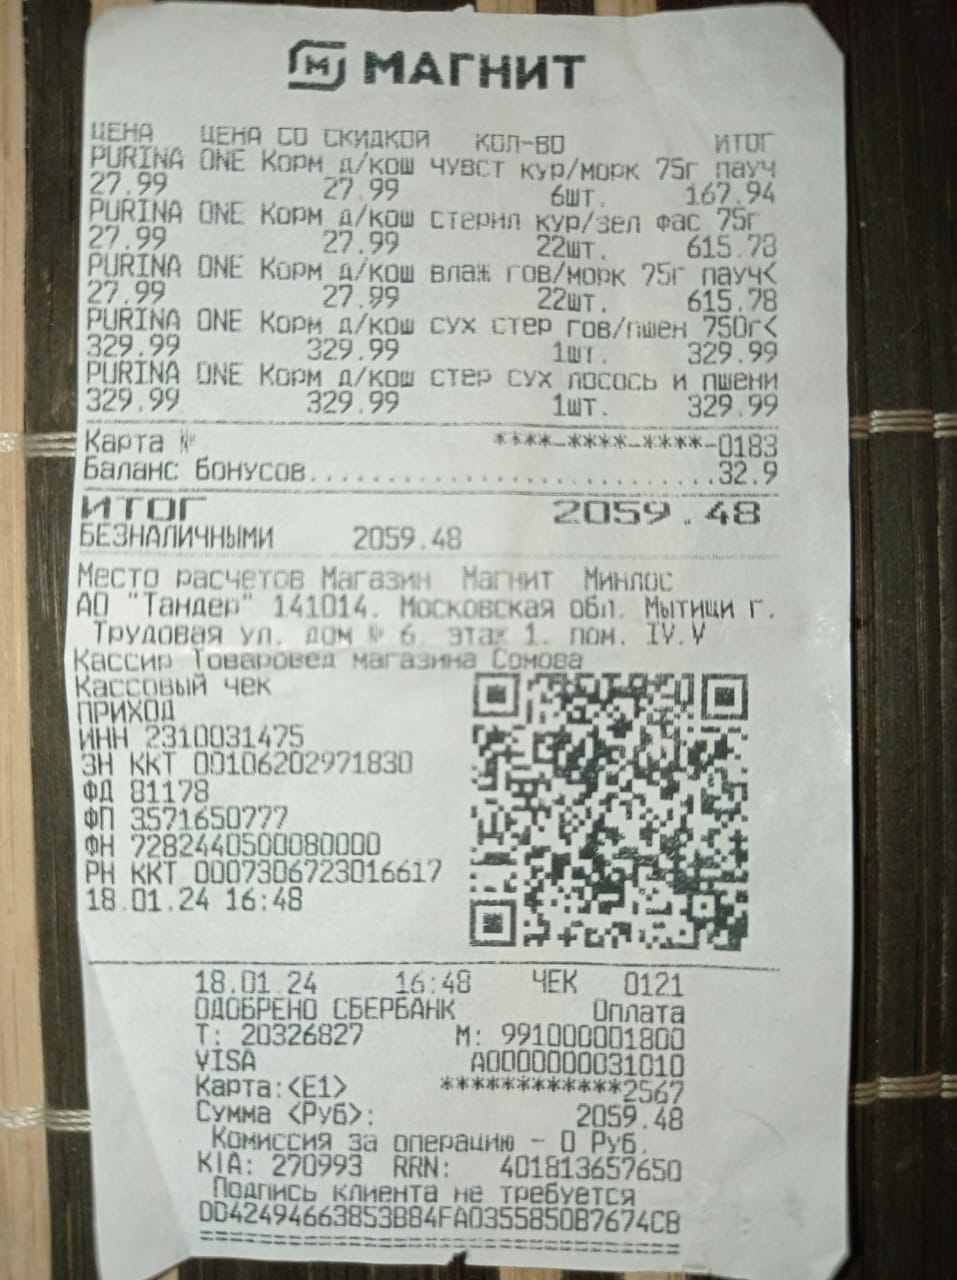 МАГНИТ
ЦЕНА ЦЕНА СО СКИДКОЙ КОЛ-ВО ИТОГ
PURINA ONE Корм д/кош чувст кур/морк 75г пауч
27.99 27.99 6шт. 167.94
PURINA ONE Корм д/кош стерил кур/зел фас 75г
27.99 27.99 22шт. 615.78
PURINA ONE Корм д/кош влаж гов/морк 75г пауч<
27.99 27.99 22шт. 615.78
PURINA ONE Корм д/кош сух стер гов/пшен 750г<
329.99 329.99 1шт. 329.99
PURINA ONE Корм д/кош стер сух лосось и пшени
329.99 329.99 1шт. 329.99
Карта № ****-****-****-0183
Баланс бонусов..........................32.9
ИТОГ 2059.48
БЕЗНАЛИЧНЫМИ 2059.48
Место расчетов Магазин Магнит Минлос
АО "Тандер" 141014. Московская обл. Мытищи г.
Трудовая ул. дом № 6. этаж 1. пом. IV.V
Кассир Товаровед магазина Сомова
Кассовый чек
ПРИХОД
ИНН 2310031475
ЗН ККТ 00106202971830
ФД 81178
ФП 3571650777
ФН 7282440500080000
РН ККТ 0007306723016617
18.01.24 16:48
18.01.24 16:48 ЧЕК 0121
ОДОБРЕНО СБЕРБАНК Оплата
Т: 20326827 М: 991000001800
VISA A0000000031010
Карта:<E1> ************2567
Сумма <Руб>: 2059.48
Комиссия за операцию - 0 Руб.
KIA: 270993 RRN: 401813657650
Подпись клиента не требуется
DD42494663853B84FA0355850B7674CB
================================